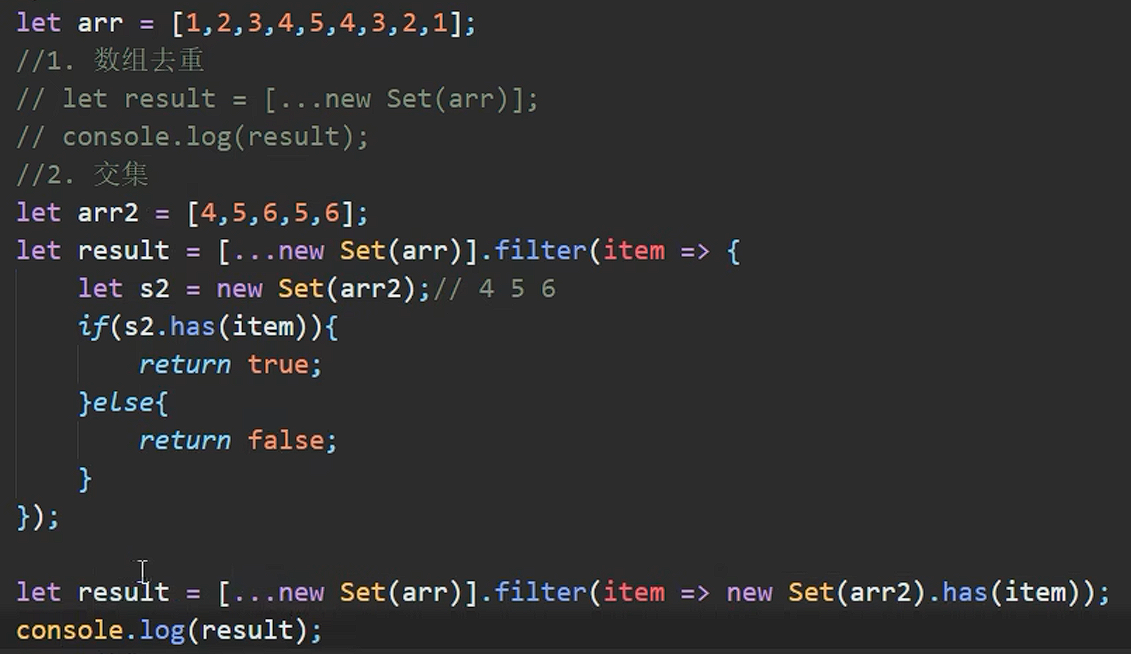 let arr = [1,2,3,4,5,4,3,2,1];
//1. 数组去重
// let result = [...new Set(arr)];
// console.log(result);
//2. 交集
let arr2 = [4,5,6,5,6];
let result = [...new Set(arr)].filter(item => {
    let s2 = new Set(arr2);// 4 5 6
    if(s2.has(item)){
        return true;
    }else{
        return false;
    }
});
let result = [...new Set(arr)].filter(item => new Set(arr2).has(item));
console.log(result);